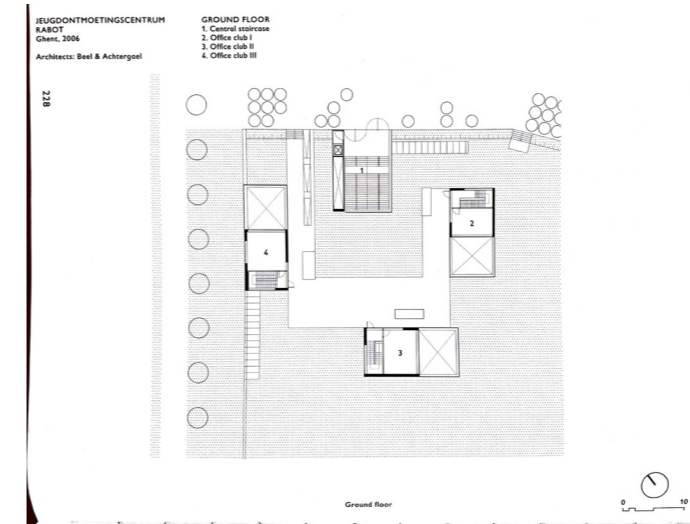 JEUGDONTMOETINGSCENTRUM
RABOT
Ghent, 2006
Architects: Beel & Achtergael
GROUND FLOOR
1. Central staircase
2. Office club I
3. Office club II
4. Office club III
228
1
2
4
3
Ground floor
0 10